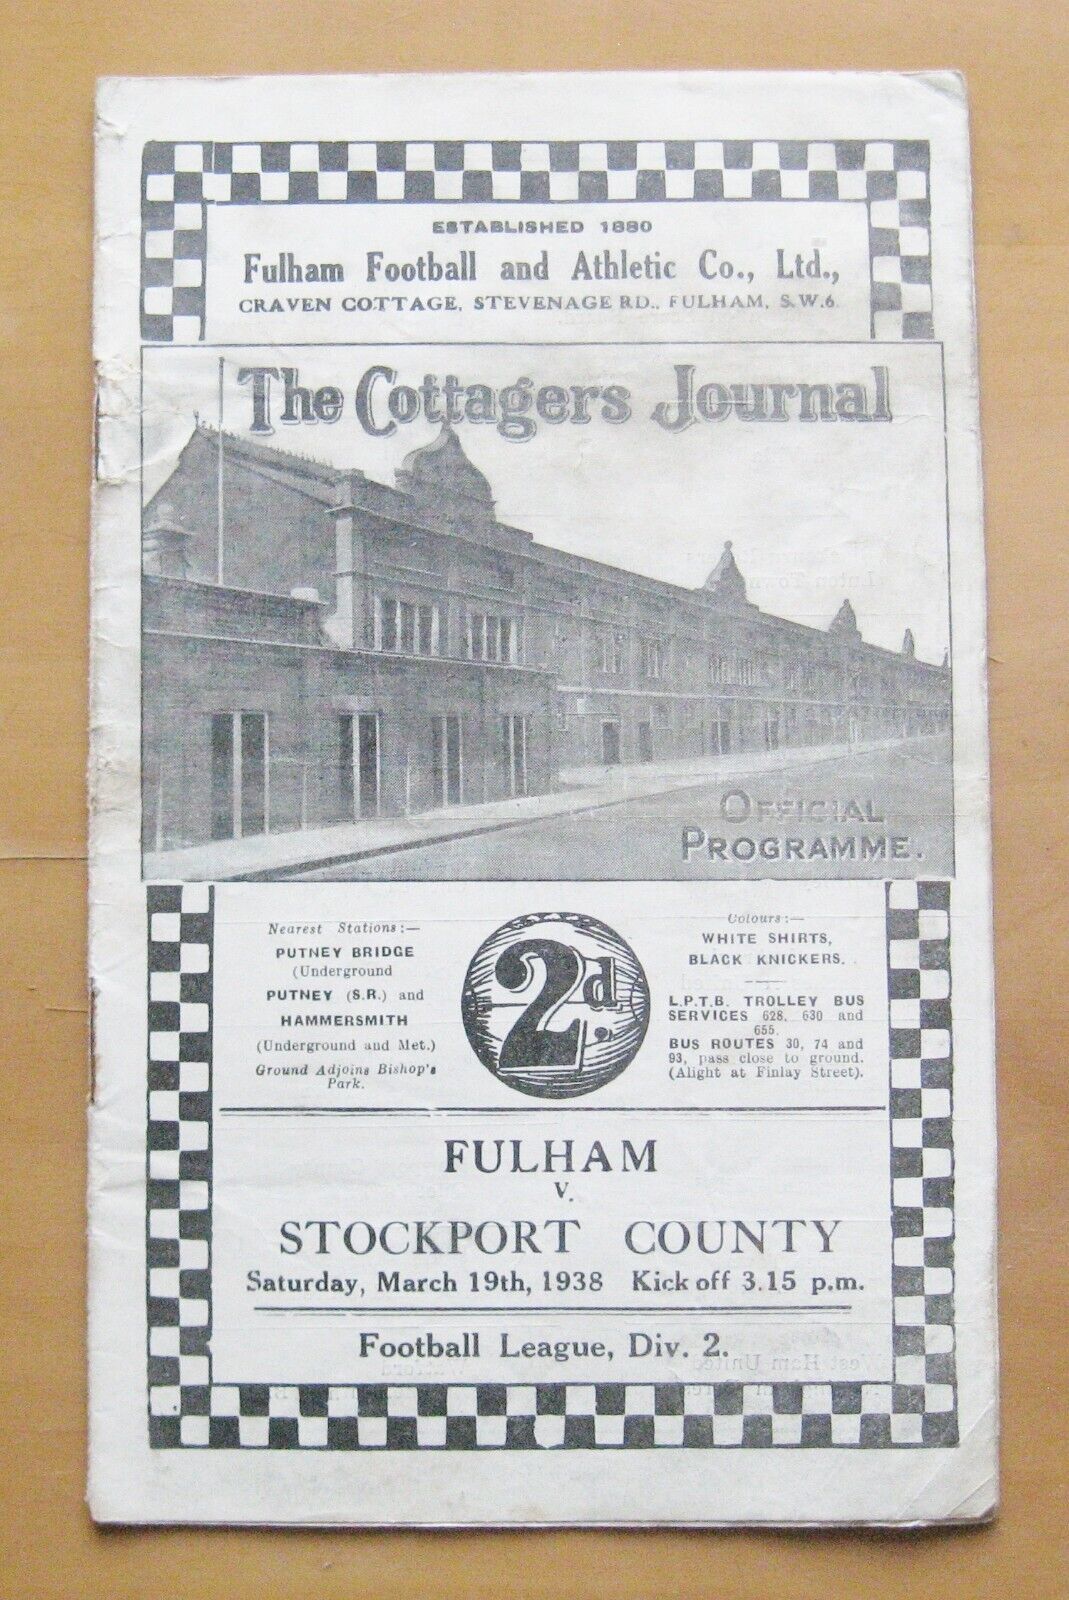 ESTABLISHED 1880
Fulham Football and Athletic Co., Ltd.,
CRAVEN COTTAGE, STEVENAGE RD., FULHAM, S.W.6.
The Cottagers Journal
OFFICIAL
PROGRAMME.
Nearest Stations:—
PUTNEY BRIDGE
(Underground
PUTNEY (S.R.) and
HAMMERSMITH
(Underground and Met.)
Ground Adjoins Bishop's
Park.
2d.
Colours:—
WHITE SHIRTS,
BLACK KNICKERS.
L.P.T.B. TROLLEY BUS
SERVICES 628, 630 and
655.
BUS ROUTES 30, 74 and
93, pass close to ground.
(Alight at Finlay Street).
FULHAM
V.
STOCKPORT COUNTY
Saturday, March 19th, 1938 Kick off 3.15 p.m.
Football League, Div. 2.